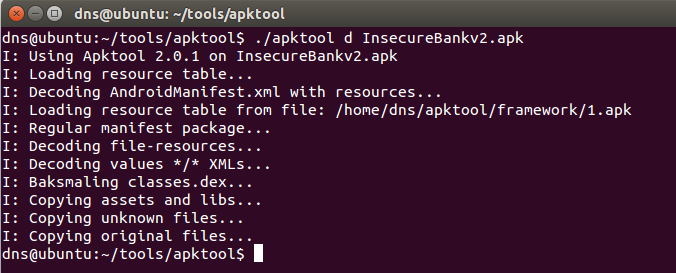 dns@ubuntu: ~/tools/apktool
dns@ubuntu:~/tools/apktool$ ./apktool d InsecureBankv2.apk
I: Using Apktool 2.0.1 on InsecureBankv2.apk
I: Loading resource table...
I: Decoding AndroidManifest.xml with resources...
I: Loading resource table from file: /home/dns/apktool/framework/1.apk
I: Regular manifest package...
I: Decoding file-resources...
I: Decoding values */* XMLs...
I: Baksmaling classes.dex...
I: Copying assets and libs...
I: Copying unknown files...
I: Copying original files...
dns@ubuntu:~/tools/apktool$